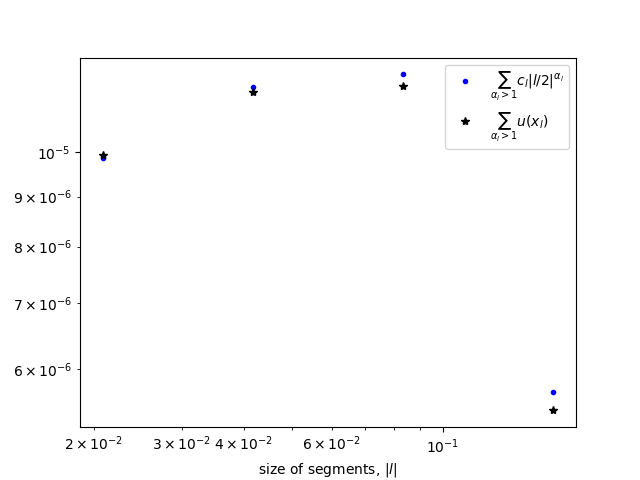 ∑ c_l|l/2|^{α_l}
α_l>1
∑ u(x_l)
α_l>1
10^{-5}
9 × 10^{-6}
8 × 10^{-6}
7 × 10^{-6}
6 × 10^{-6}
2 × 10^{-2} 3 × 10^{-2} 4 × 10^{-2} 6 × 10^{-2} 10^{-1}
size of segments, |l|